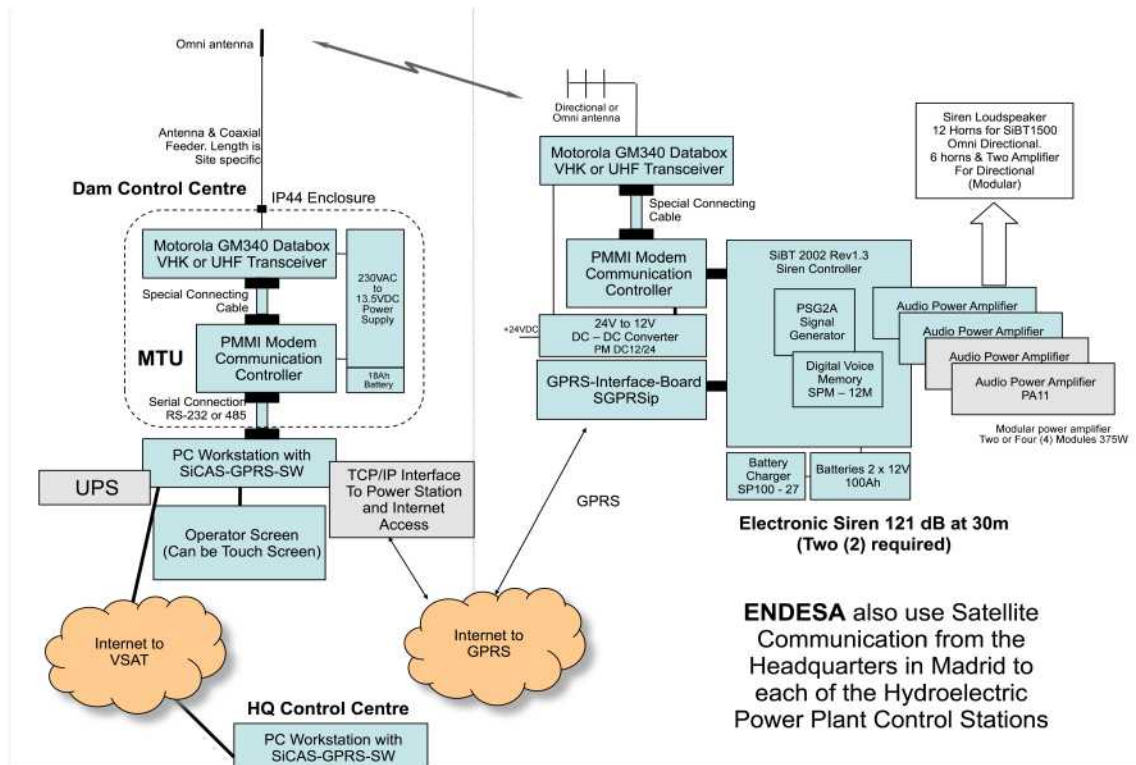 Omni antenna
Antenna & Coaxial
Feeder. Length is
Site specific
Dam Control Centre
IP44 Enclosure
Motorola GM340 Databox
VHK or UHF Transceiver
230VAC
to
13.5VDC
Power
Supply
Special Connecting
Cable
MTU
PMMI Modem
Communication
Controller
18Ah
Battery
Serial Connection
RS-232 or 485
PC Workstation with
SiCAS-GPRS-SW
UPS
TCP/IP Interface
To Power Station
and Internet
Access
Operator Screen
(Can be Touch Screen)
Internet to
VSAT
Internet to
GPRS
HQ Control Centre
PC Workstation with
SiCAS-GPRS-SW
Directional or
Omni antenna
Motorola GM340 Databox
VHK or UHF Transceiver
Special Connecting
Cable
PMMI Modem
Communication
Controller
+24VDC
24V to 12V
DC – DC Converter
PM DC12/24
GPRS-Interface-Board
SGPRSip
GPRS
SiBT 2002 Rev1.3
Siren Controller
PSG2A
Signal
Generator
Digital Voice
Memory
SPM – 12M
Siren Loudspeaker
12 Horns for SiBT1500
Omni Directional.
6 horns & Two Amplifier
For Directional
(Modular)
Audio Power Amplifier
Audio Power Amplifier
Audio Power Amplifier
Audio Power Amplifier
PA11
Modular power amplifier
Two or Four (4) Modules 375W
Battery
Charger
SP100 - 27
Batteries 2 x 12V
100Ah
Electronic Siren 121 dB at 30m
(Two (2) required)
ENDESA also use Satellite
Communication from the
Headquarters in Madrid to
each of the Hydroelectric
Power Plant Control Stations